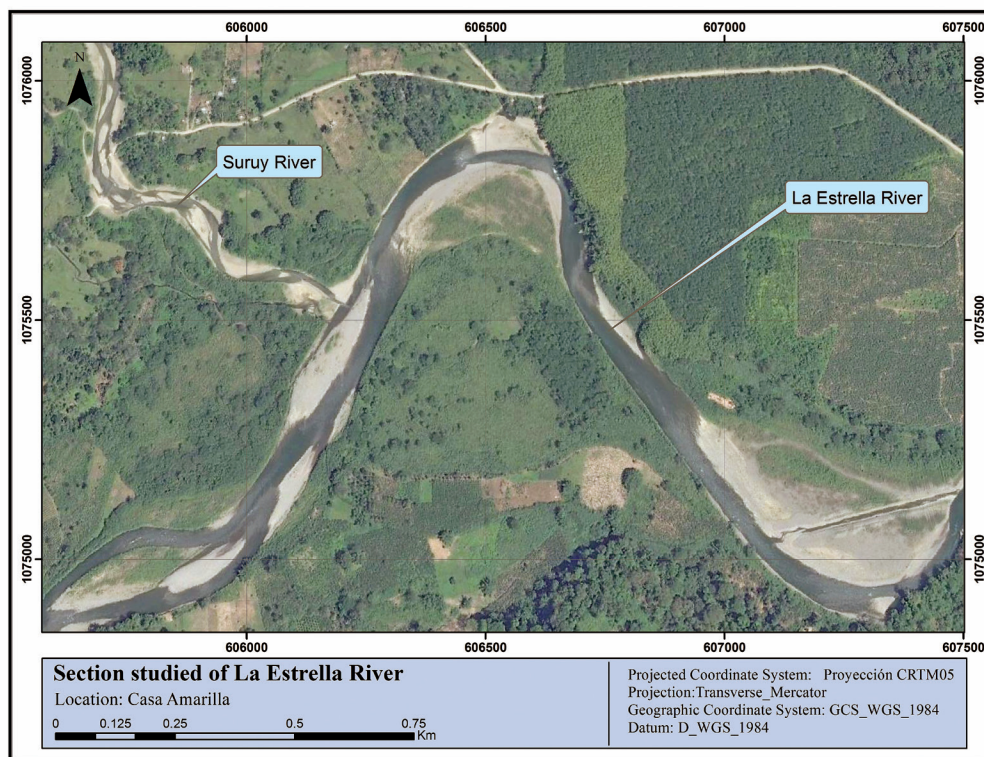 606000 606500 607000 607500
1076000 1076000
N
Suruy River
La Estrella River
1075500 1075500
1075000 1075000
606000 606500 607000 607500
Section studied of La Estrella River
Location: Casa Amarilla
0 0.125 0.25 0.5 0.75
Km
Projected Coordinate System: Proyección CRTM05
Projection:Transverse_Mercator
Geographic Coordinate System: GCS_WGS_1984
Datum: D_WGS_1984